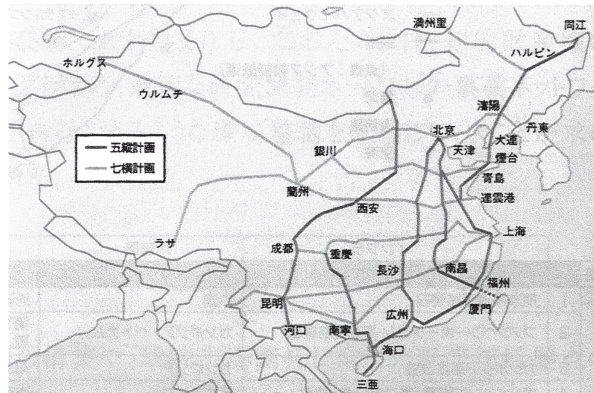 同江
満州里
ハルビン
ホルグス
ウルムチ
瀋陽
北京
丹東
五縦計画
七横計画
銀川
天津
大連
煙台
蘭州
青島
連雲港
西安
ラサ
成都
重慶
上海
長沙
南昌
福州
昆明
広州
厦門
河口
南寧
海口
三亜